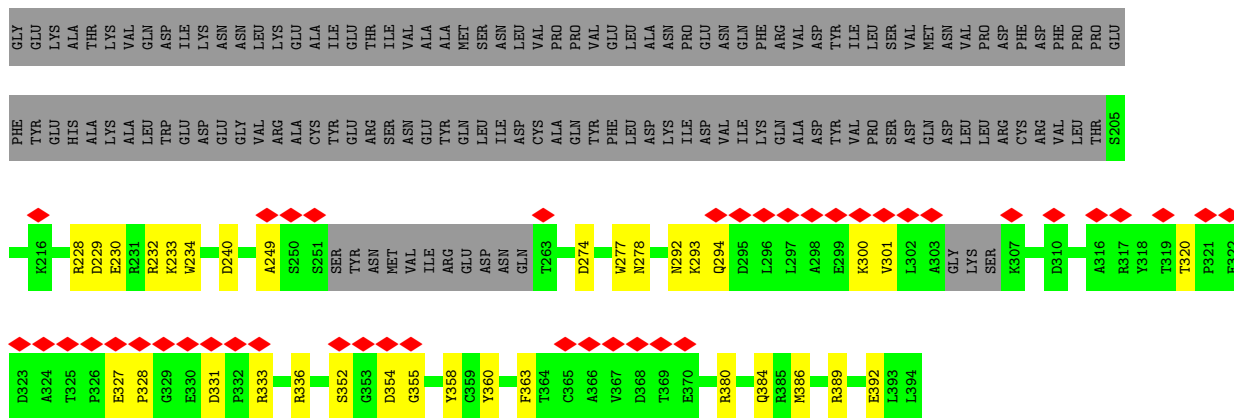 GLY GLU LYS ALA THR LYS VAL GLN ASP ILE LYS ASN ASN LEU LYS GLU ALA ILE GLU THR ILE VAL ALA ALA MET SER ASN LEU VAL PRO PRO VAL GLU LEU ALA ASN PRO GLU ASN GLN PHE ARG VAL ASP TYR ILE LEU SER VAL MET ASN VAL PRO ASP PHE ASP PHE PRO PRO GLU
PHE TYR GLU HIS ALA LYS ALA LEU TRP GLU ASP GLU GLY VAL ARG ALA CYS TYR GLU ARG SER ASN GLU TYR GLN LEU ILE ASP CYS ALA GLN TYR PHE LEU ASP LYS ILE ASP VAL ILE LYS GLN ALA ASP TYR VAL PRO SER ASP GLN ASP LEU LEU ARG CYS ARG VAL LEU THR S205
K216 R228 D229 E230 R231 R232 K233 W234 D240 A249 S250 S251 SER TYR ASN MET VAL ILE ARG GLU ASP ASN GLN T263 D274 W277 N278 N292 K293 Q294 D295 L296 L297 A298 E299 K300 V301 L302 A303 GLY LYS SER K307 D310 A316 R317 Y318 T319 T320 P321 E322
D323 A324 T325 P326 E327 P328 G329 E330 D331 P332 R333 R336 S352 G353 D354 G355 Y358 C359 Y360 F363 T364 C365 A366 V367 D368 T369 E370 R380 Q384 R385 M386 R389 E392 L393 L394